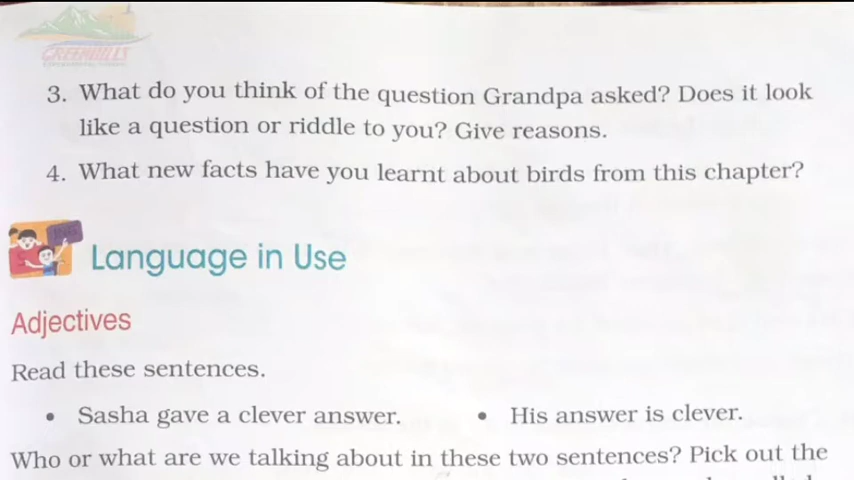 GREENHILLS
3. What do you think of the question Grandpa asked? Does it look
like a question or riddle to you? Give reasons.
4. What new facts have you learnt about birds from this chapter?
Language in Use
Adjectives
Read these sentences.
• Sasha gave a clever answer. • His answer is clever.
Who or what are we talking about in these two sentences? Pick out the